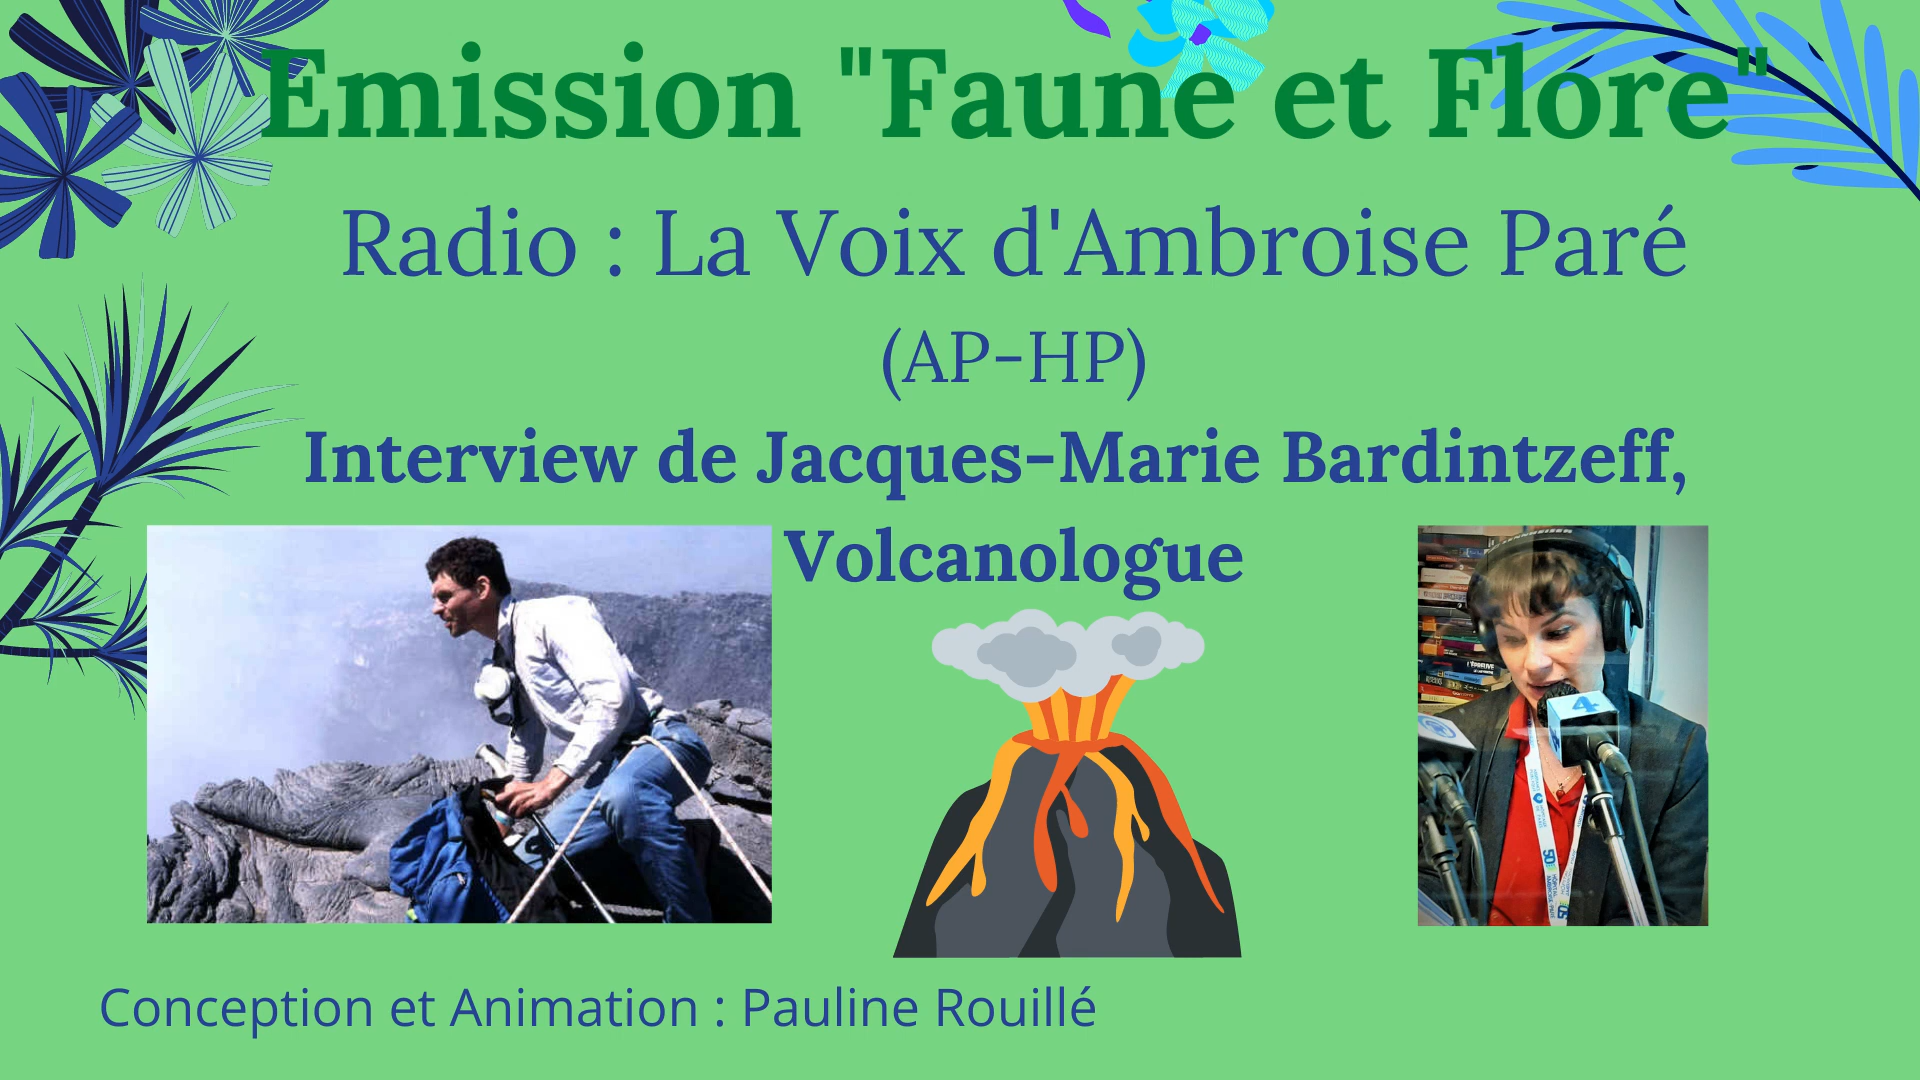 Emission "Faune et Flore"
Radio : La Voix d'Ambroise Paré
(AP-HP)
Interview de Jacques-Marie Bardintzeff,
Volcanologue
4
Conception et Animation : Pauline Rouillé